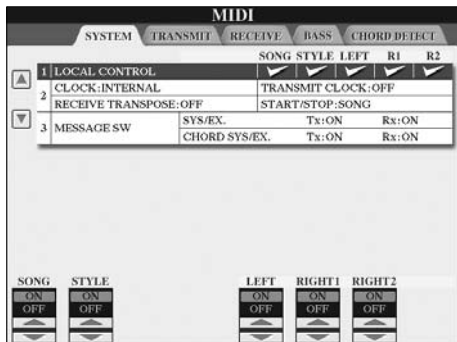 MIDI
SYSTEM TRANSMIT RECEIVE BASS CHORD DETECT
SONG STYLE LEFT R1 R2
1 LOCAL CONTROL
2 CLOCK:INTERNAL TRANSMIT CLOCK:OFF
RECEIVE TRANSPOSE:OFF START/STOP:SONG
3 MESSAGE SW SYS/EX. Tx:ON Rx:ON
CHORD SYS/EX. Tx:ON Rx:ON
SONG STYLE LEFT RIGHT1 RIGHT2
ON ON ON ON ON
OFF OFF OFF OFF OFF